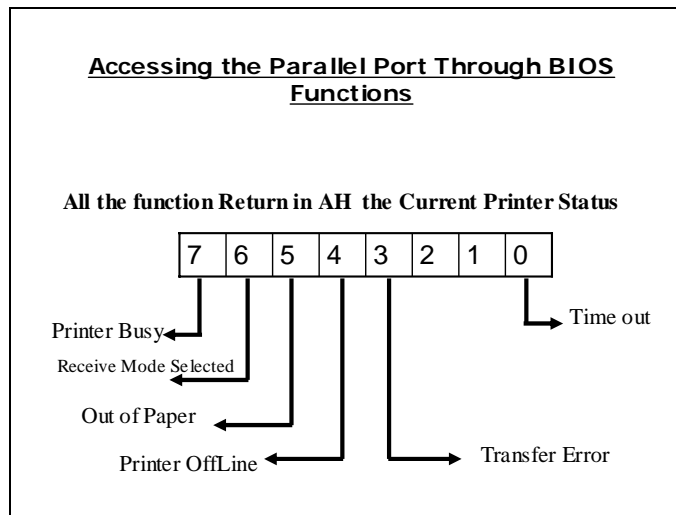 Accessing the Parallel Port Through BIOS
Functions
All the function Return in AH the Current Printer Status
7 6 5 4 3 2 1 0
Printer Busy
Time out
Receive Mode Selected
Out of Paper
Printer OffLine
Transfer Error